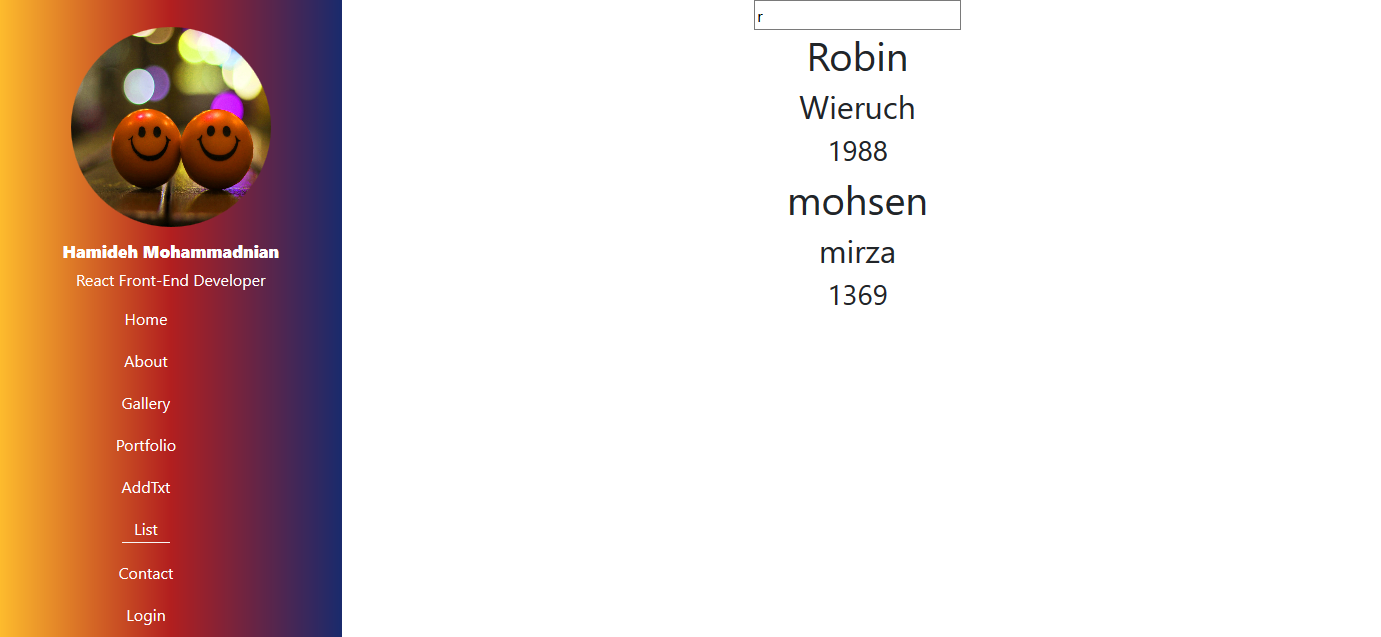 Hamideh Mohammadnian
React Front-End Developer
Home
About
Gallery
Portfolio
AddTxt
List
Contact
Login
r
Robin
Wieruch
1988
mohsen
mirza
1369